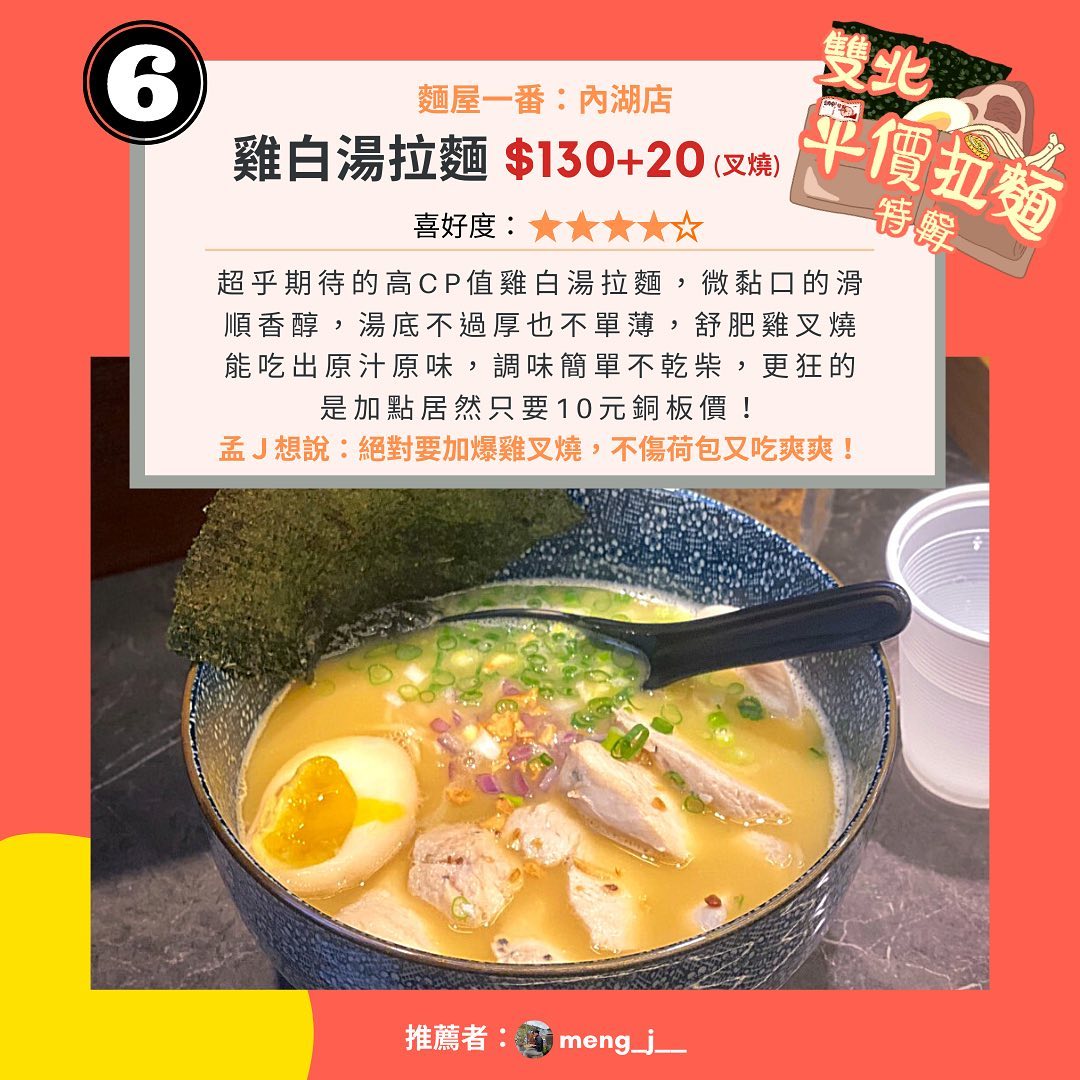 6
雙北
平價拉麵
特輯
麵屋一番：內湖店
雞白湯拉麵 $130+20 (叉燒)
喜好度：★★★★☆
超乎期待的高CP值雞白湯拉麵，微黏口的滑
順香醇，湯底不過厚也不單薄，舒肥雞叉燒
能吃出原汁原味，調味簡單不乾柴，更狂的
是加點居然只要10元銅板價！
孟J想說：絕對要加爆雞叉燒，不傷荷包又吃爽爽！
推薦者：meng_j__